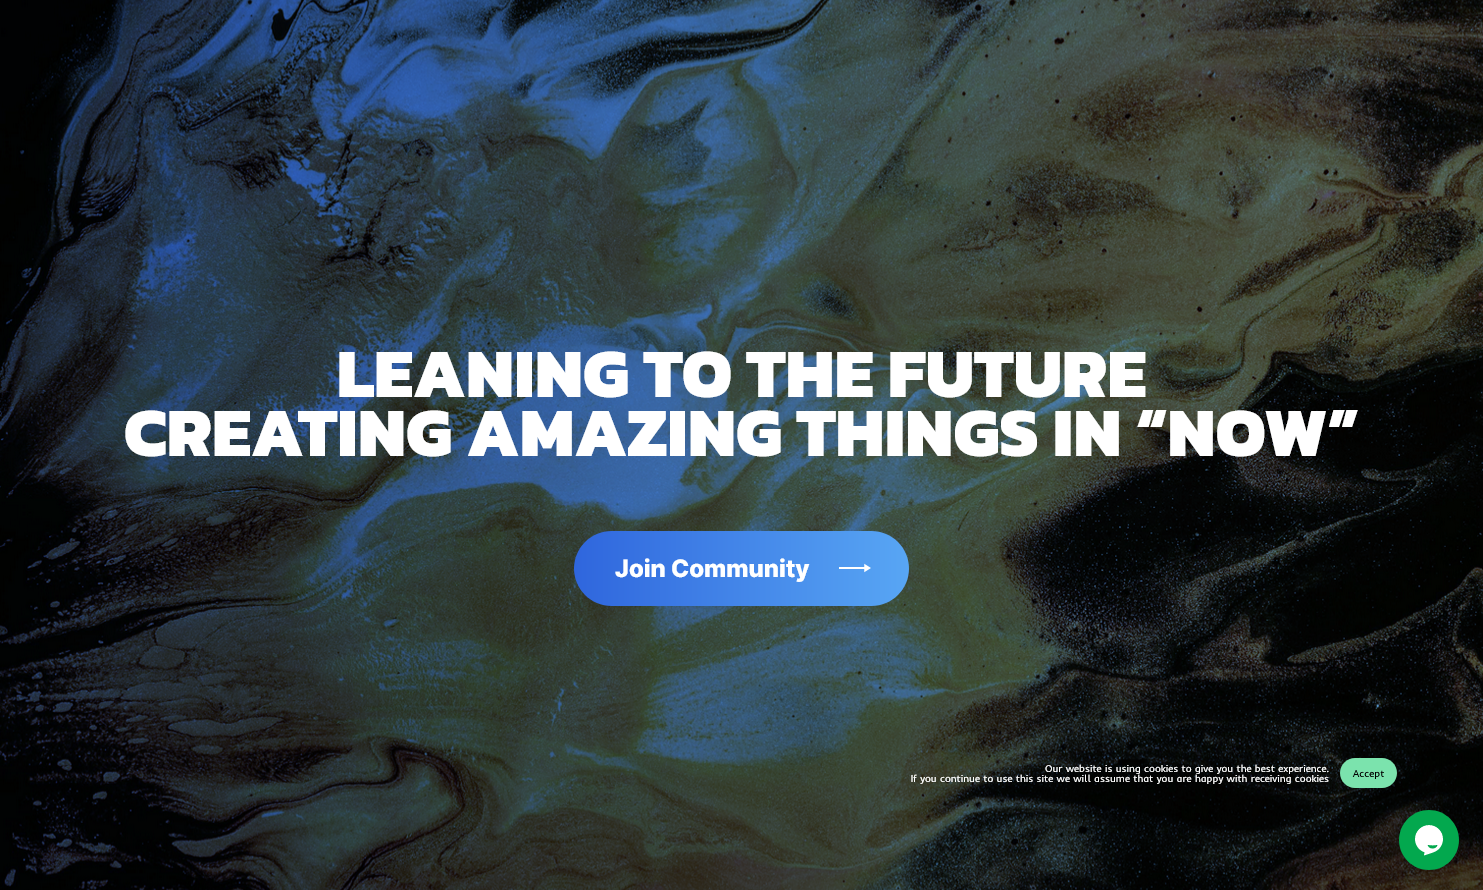 LEANING TO THE FUTURE
CREATING AMAZING THINGS IN “NOW”
Join Community
Our website is using cookies to give you the best experience.
If you continue to use this site we will assume that you are happy with receiving cookies
Accept